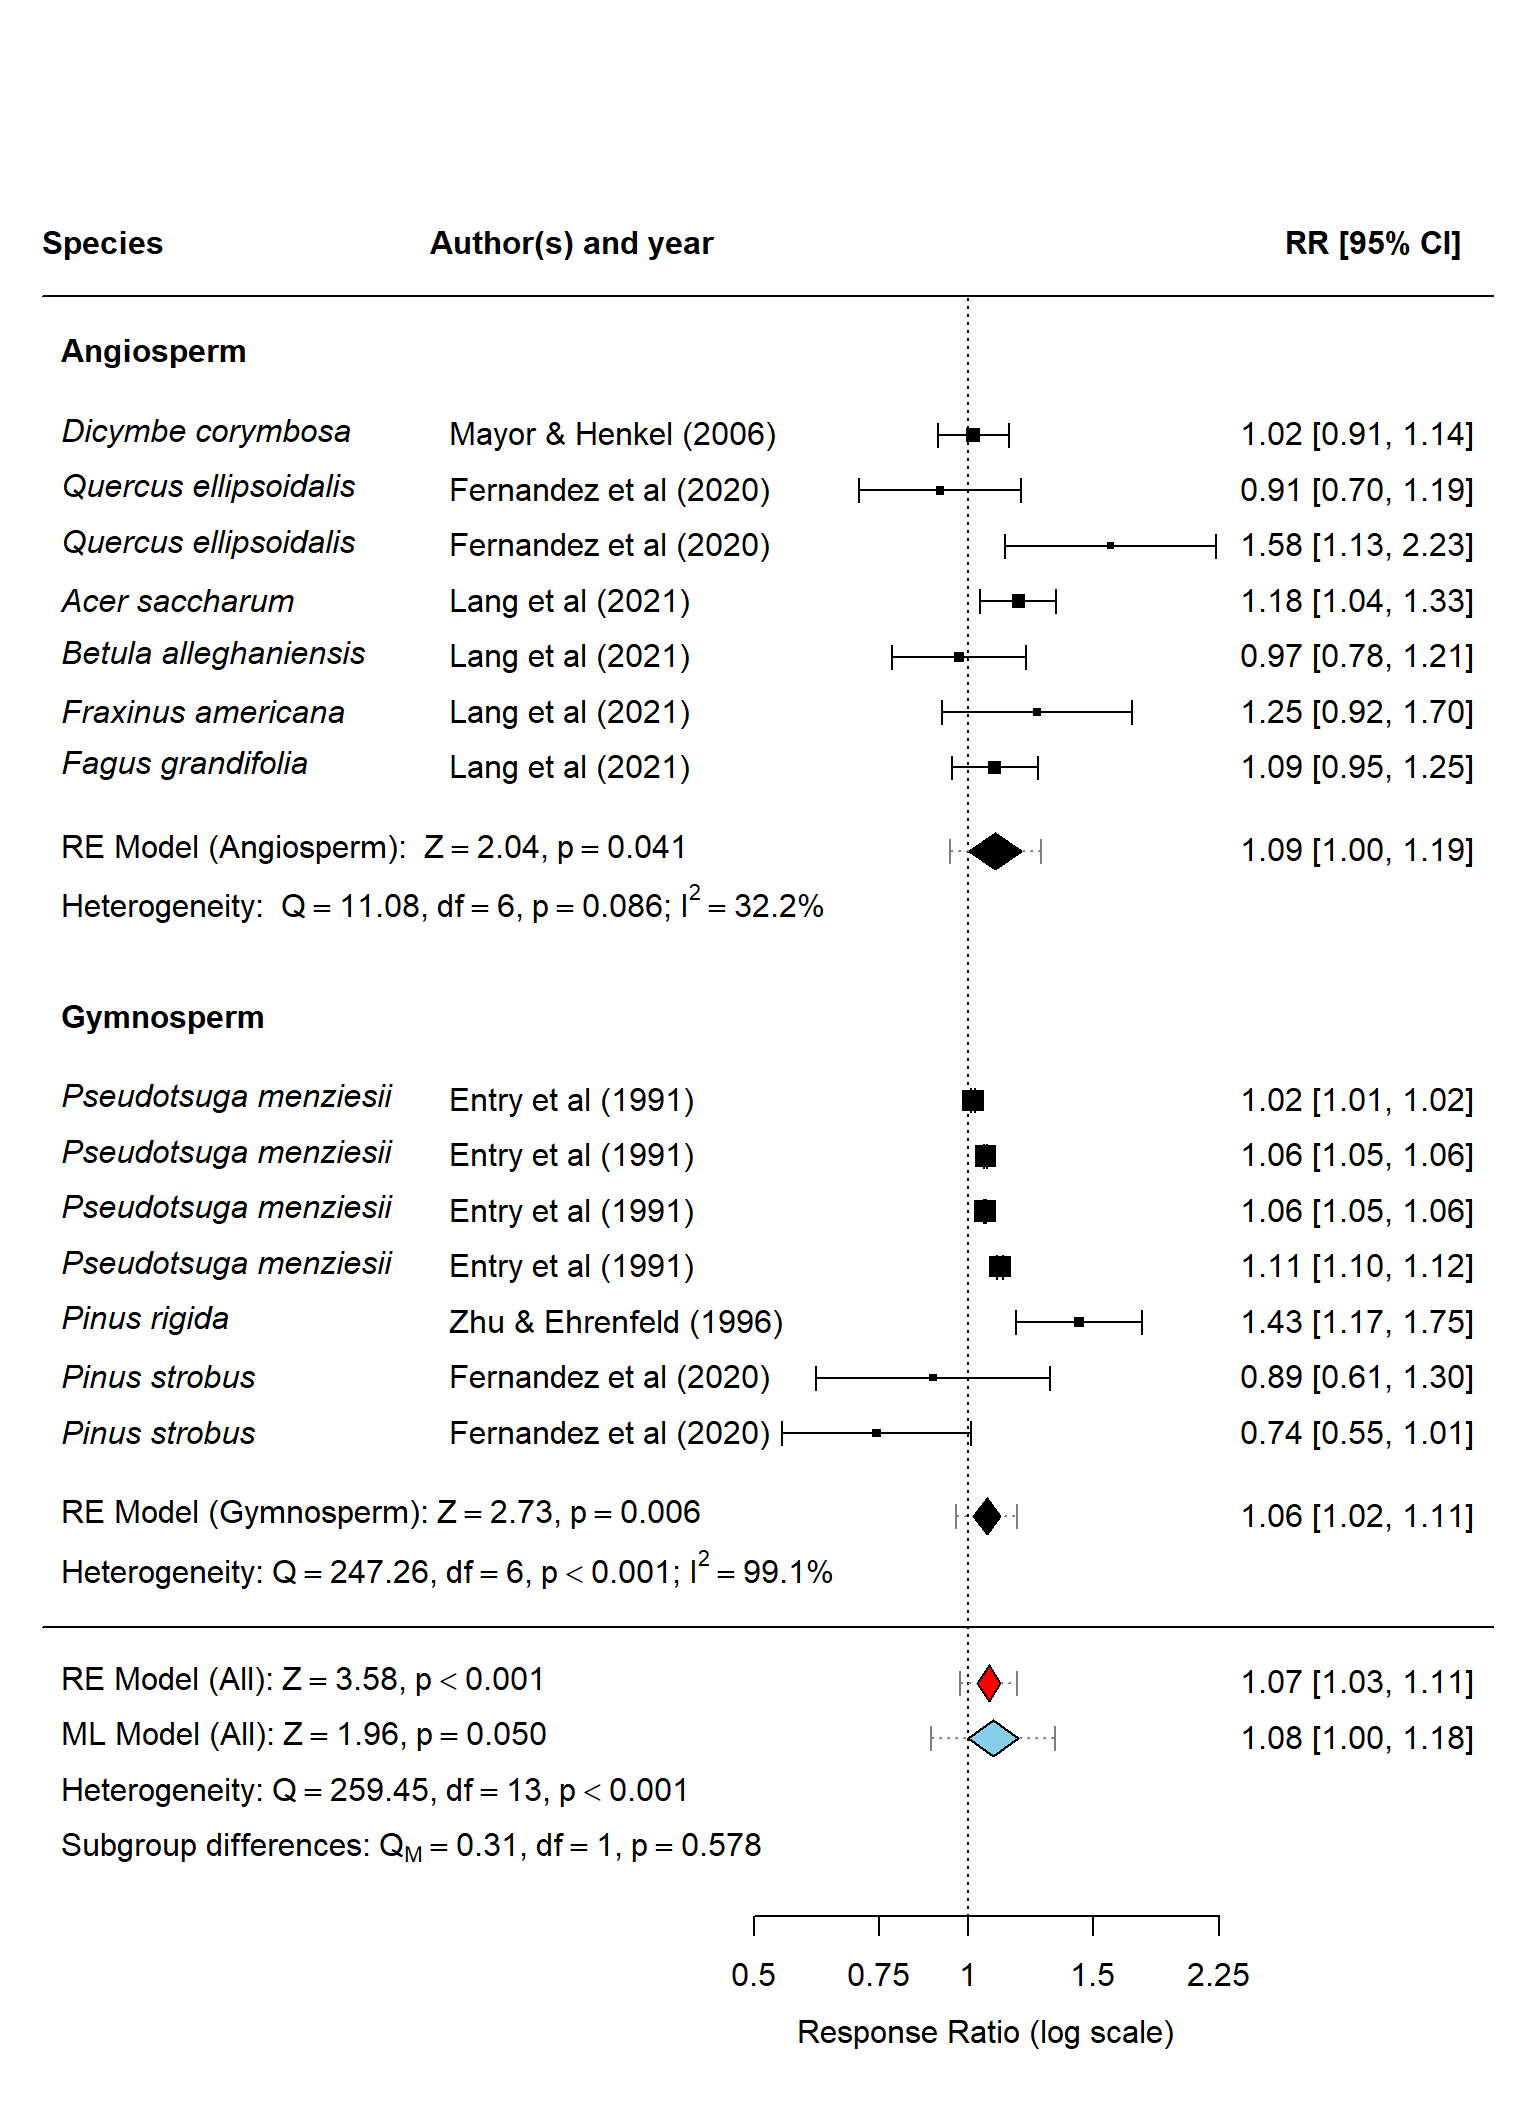 Species Author(s) and year RR [95% CI]
Angiosperm
Dicymbe corymbosa Mayor & Henkel (2006) 1.02 [0.91, 1.14]
Quercus ellipsoidalis Fernandez et al (2020) 0.91 [0.70, 1.19]
Quercus ellipsoidalis Fernandez et al (2020) 1.58 [1.13, 2.23]
Acer saccharum Lang et al (2021) 1.18 [1.04, 1.33]
Betula alleghaniensis Lang et al (2021) 0.97 [0.78, 1.21]
Fraxinus americana Lang et al (2021) 1.25 [0.92, 1.70]
Fagus grandifolia Lang et al (2021) 1.09 [0.95, 1.25]
RE Model (Angiosperm): Z = 2.04, p = 0.041 1.09 [1.00, 1.19]
Heterogeneity: Q = 11.08, df = 6, p = 0.086; I² = 32.2%
Gymnosperm
Pseudotsuga menziesii Entry et al (1991) 1.02 [1.01, 1.02]
Pseudotsuga menziesii Entry et al (1991) 1.06 [1.05, 1.06]
Pseudotsuga menziesii Entry et al (1991) 1.06 [1.05, 1.06]
Pseudotsuga menziesii Entry et al (1991) 1.11 [1.10, 1.12]
Pinus rigida Zhu & Ehrenfeld (1996) 1.43 [1.17, 1.75]
Pinus strobus Fernandez et al (2020) 0.89 [0.61, 1.30]
Pinus strobus Fernandez et al (2020) 0.74 [0.55, 1.01]
RE Model (Gymnosperm): Z = 2.73, p = 0.006 1.06 [1.02, 1.11]
Heterogeneity: Q = 247.26, df = 6, p < 0.001; I² = 99.1%
RE Model (All): Z = 3.58, p < 0.001 1.07 [1.03, 1.11]
ML Model (All): Z = 1.96, p = 0.050 1.08 [1.00, 1.18]
Heterogeneity: Q = 259.45, df = 13, p < 0.001
Subgroup differences: Q_M = 0.31, df = 1, p = 0.578
0.5 0.75 1 1.5 2.25
Response Ratio (log scale)